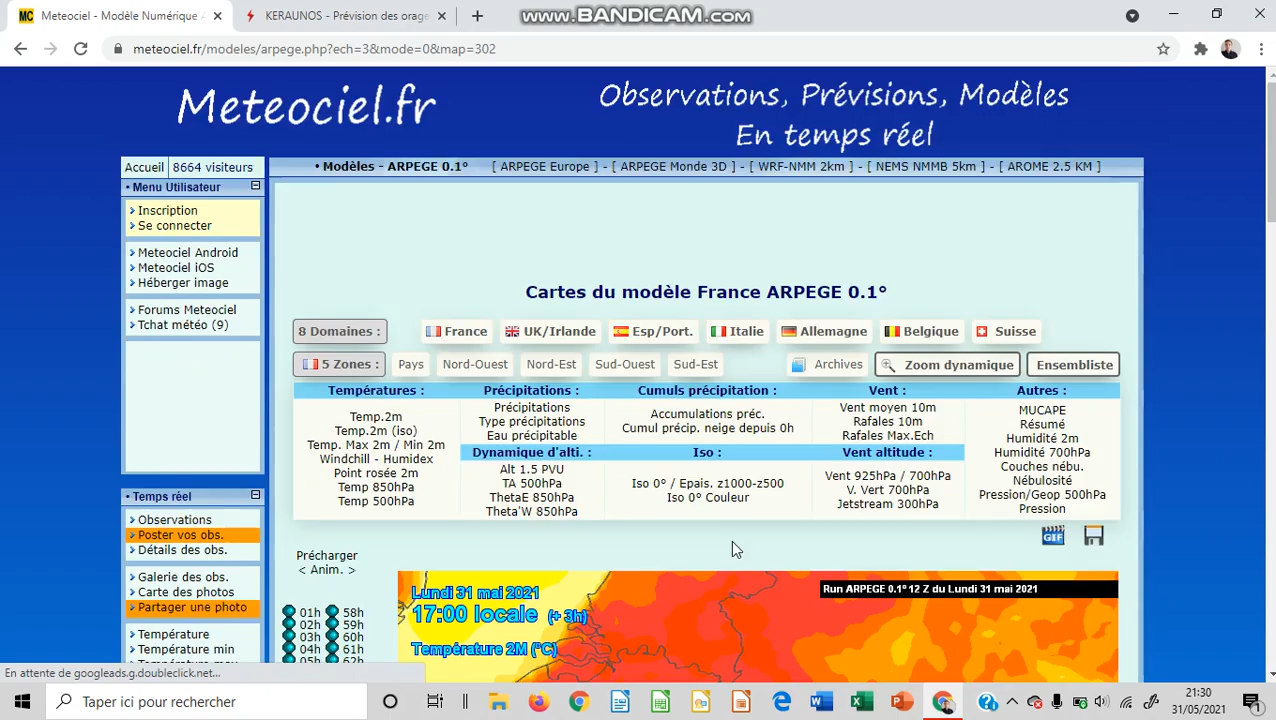 Meteociel - Modèle Numérique
KERAUNOS - Prévision des orag
www.BANDICAM.com
meteociel.fr/modeles/arpege.php?ech=3&mode=0&map=302
Meteociel.fr
Observations, Prévisions, Modèles
En temps réel
Accueil 8664 visiteurs
• Menu Utilisateur
Inscription
Se connecter
Meteociel Android
Meteociel iOS
Héberger image
Forums Meteociel
Tchat météo (9)
• Temps réel
Observations
Poster vos obs.
Détails des obs.
Galerie des obs.
Carte des photos
Partager une photo
Température
Température min
• Modèles - ARPEGE 0.1° [ ARPEGE Europe ] - [ ARPEGE Monde 3D ] - [ WRF-NMM 2km ] - [ NEMS NMMB 5km ] - [ AROME 2.5 KM ]
Cartes du modèle France ARPEGE 0.1°
8 Domaines : France UK/Irlande Esp/Port. Italie Allemagne Belgique Suisse
5 Zones : Pays Nord-Ouest Nord-Est Sud-Ouest Sud-Est Archives Zoom dynamique Ensembliste
Températures :
Temp.2m
Temp.2m (iso)
Temp. Max 2m / Min 2m
Windchill - Humidex
Point rosée 2m
Temp 850hPa
Temp 500hPa
Précipitations :
Précipitations
Type précipitations
Eau précipitable
Dynamique d'alti. :
Alt 1.5 PVU
TA 500hPa
ThetaE 850hPa
Theta'W 850hPa
Cumuls précipitation :
Accumulations préc.
Cumul précip. neige depuis 0h
Iso :
Iso 0° / Epais. z1000-z500
Iso 0° Couleur
Vent :
Vent moyen 10m
Rafales 10m
Rafales Max.Ech
Vent altitude :
Vent 925hPa / 700hPa
V. Vert 700hPa
Jetstream 300hPa
Autres :
MUCAPE
Résumé
Humidité 2m
Humidité 700hPa
Couches nébu.
Nébulosité
Pression/Geop 500hPa
Pression
GIF
Précharger
< Anim. >
01h 58h
02h 59h
03h 60h
04h 61h
05h 62h
Lundi 31 mai 2021
17:00 locale (+ 3h)
Température 2M (°C)
Run ARPEGE 0.1° 12 Z du Lundi 31 mai 2021
En attente de googleads.g.doubleclick.net...
Taper ici pour rechercher
21:30
31/05/2021